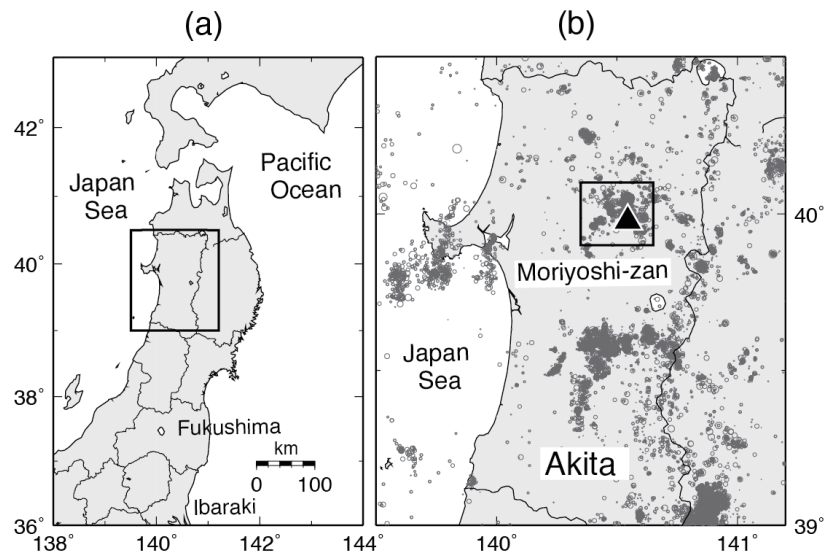 (a)
(b)
42°
40°
38°
36°
138
140
142
144
Japan
Sea
Pacific
Ocean
Fukushima
km
0
100
Ibaraki
Moriyoshi-zan
Japan
Sea
Akita
40°
39°
140
141